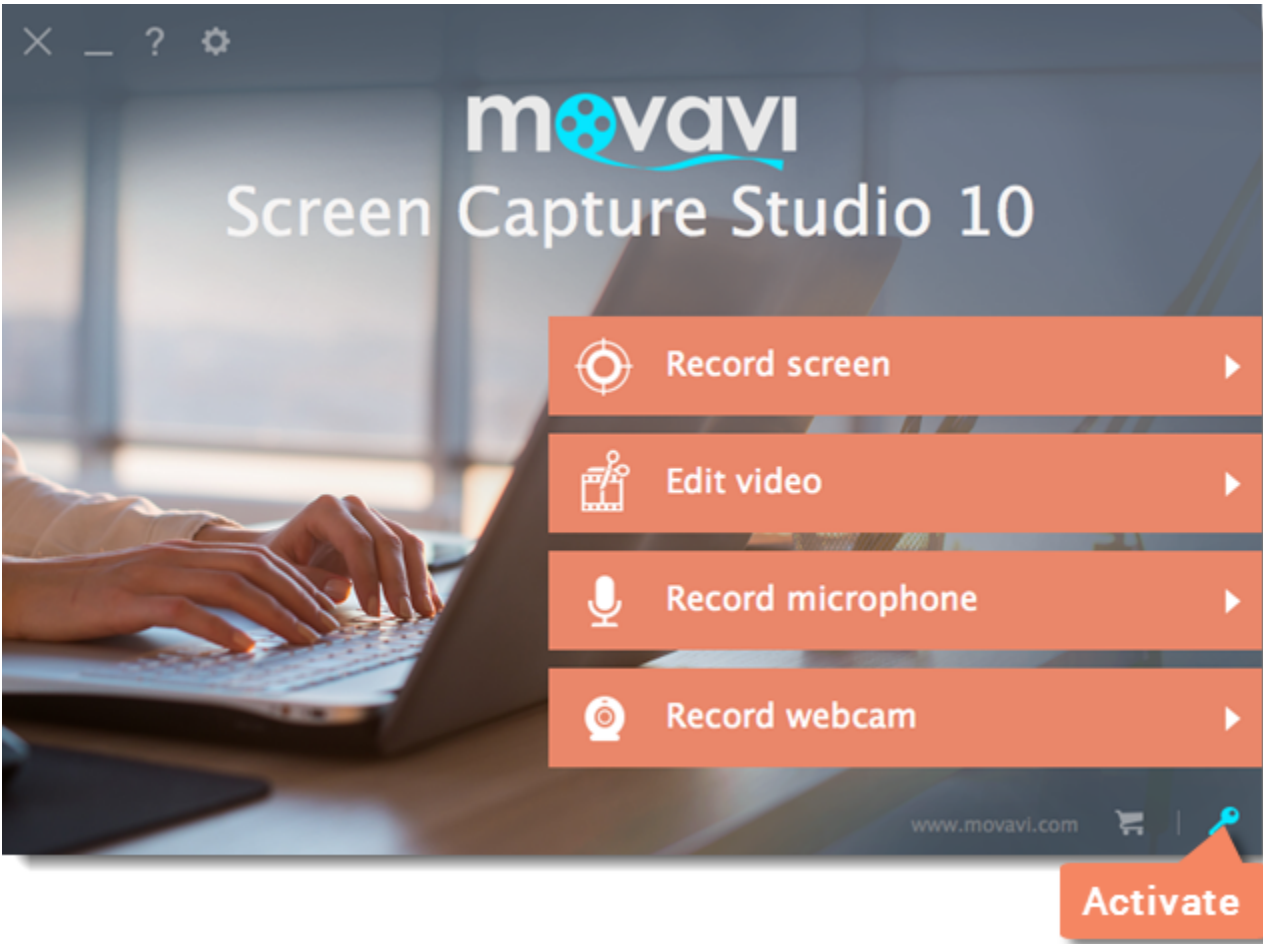 movavi
Screen Capture Studio 10
Record screen
Edit video
Record microphone
Record webcam
www.movavi.com
Activate